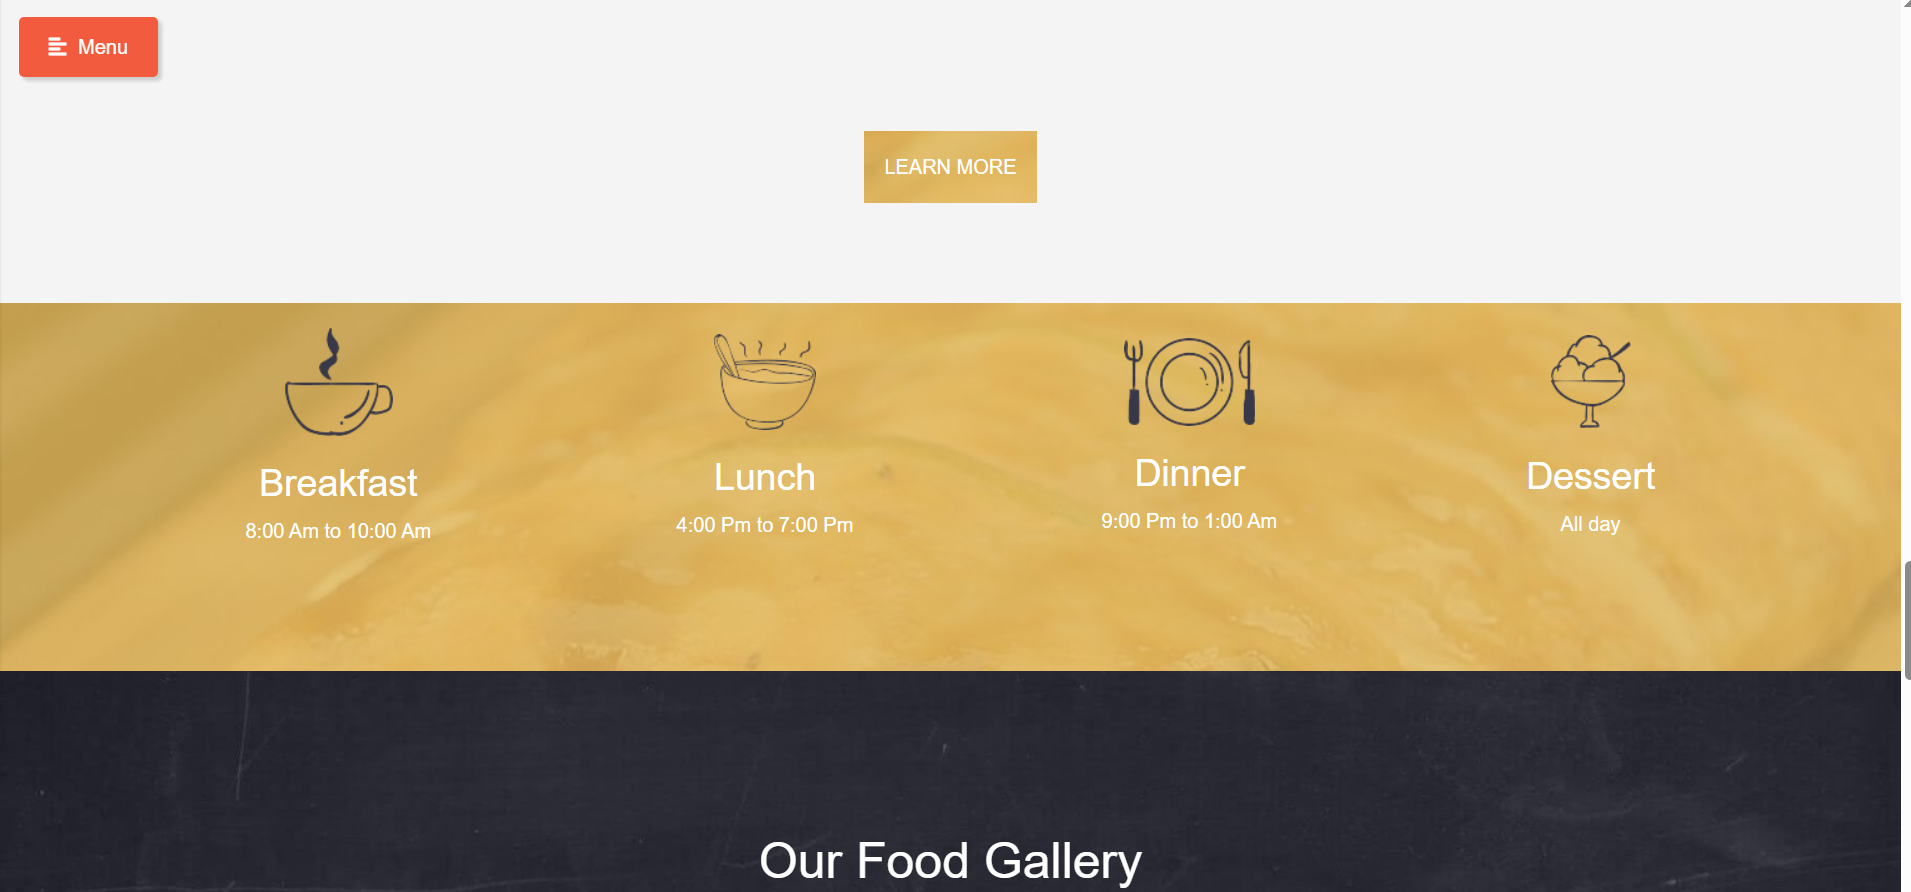 Menu
LEARN MORE
Breakfast
8:00 Am to 10:00 Am
Lunch
4:00 Pm to 7:00 Pm
Dinner
9:00 Pm to 1:00 Am
Dessert
All day
Our Food Gallery